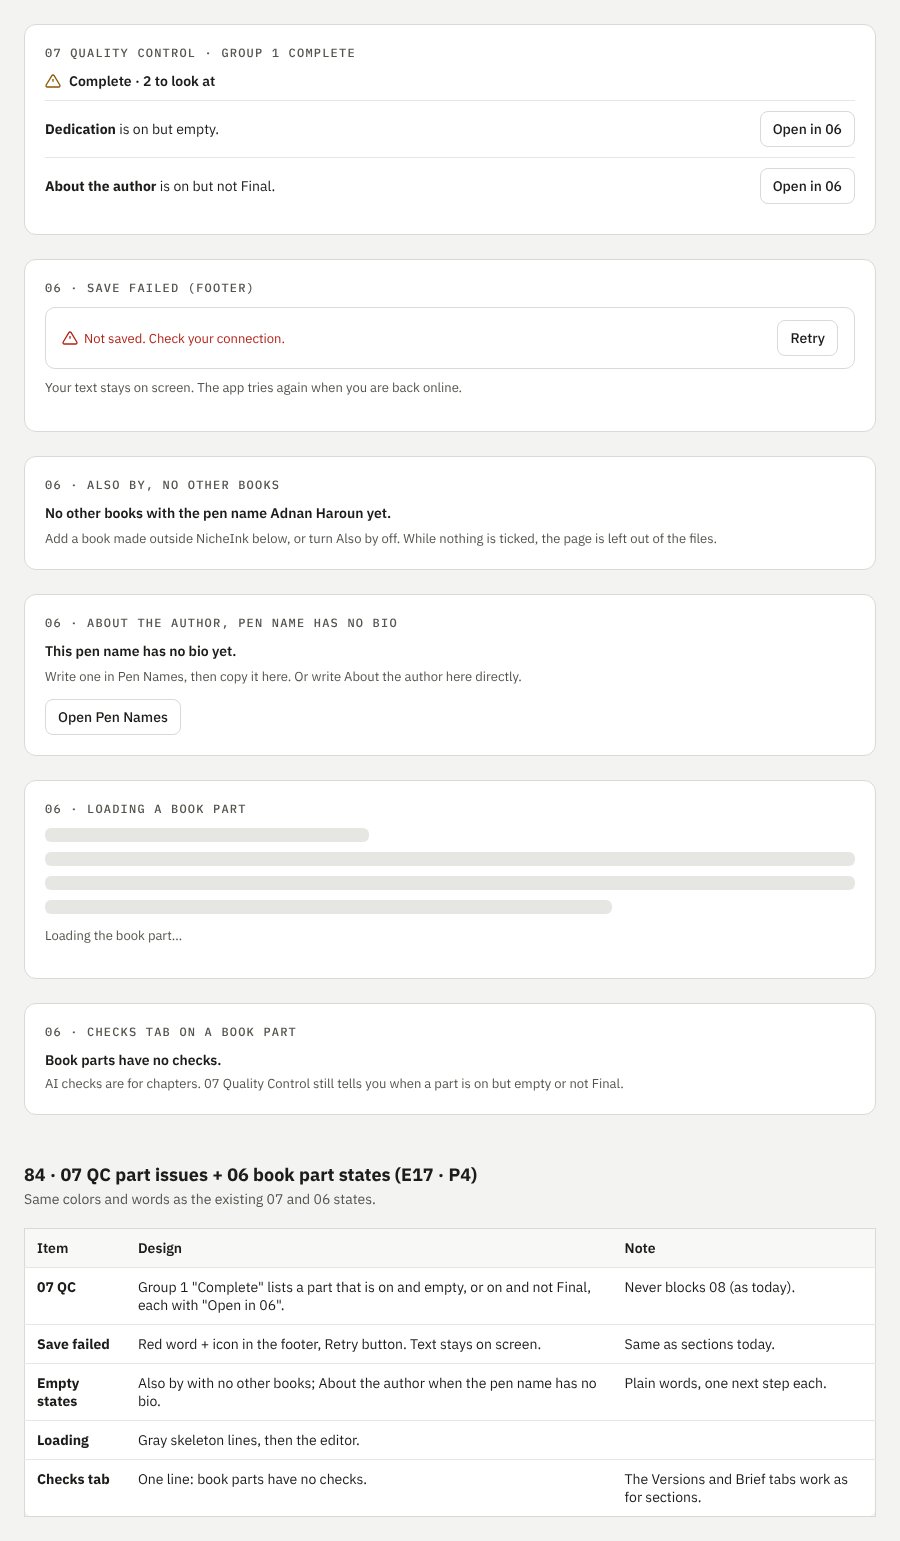 07 QUALITY CONTROL · GROUP 1 COMPLETE
Complete · 2 to look at
Dedication is on but empty.
Open in 06
About the author is on but not Final.
Open in 06
06 · SAVE FAILED (FOOTER)
Not saved. Check your connection.
Retry
Your text stays on screen. The app tries again when you are back online.
06 · ALSO BY, NO OTHER BOOKS
No other books with the pen name Adnan Haroun yet.
Add a book made outside NicheInk below, or turn Also by off. While nothing is ticked, the page is left out of the files.
06 · ABOUT THE AUTHOR, PEN NAME HAS NO BIO
This pen name has no bio yet.
Write one in Pen Names, then copy it here. Or write About the author here directly.
Open Pen Names
06 · LOADING A BOOK PART
Loading the book part…
06 · CHECKS TAB ON A BOOK PART
Book parts have no checks.
AI checks are for chapters. 07 Quality Control still tells you when a part is on but empty or not Final.
84 · 07 QC part issues + 06 book part states (E17 · P4)
Same colors and words as the existing 07 and 06 states.
Item Design Note
07 QC Group 1 "Complete" lists a part that is on and empty, or on and not Final, Never blocks 08 (as today).
each with "Open in 06".
Save failed Red word + icon in the footer, Retry button. Text stays on screen. Same as sections today.
Empty Also by with no other books; About the author when the pen name has no Plain words, one next step each.
states bio.
Loading Gray skeleton lines, then the editor.
Checks tab One line: book parts have no checks. The Versions and Brief tabs work as
for sections.